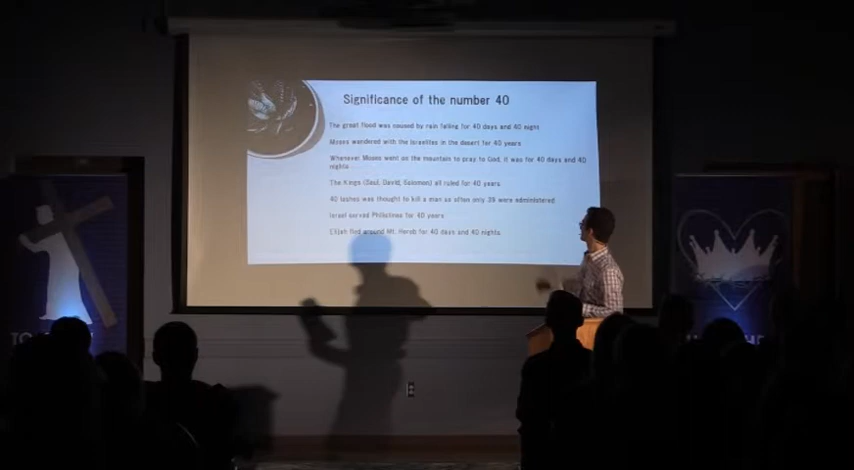 Significance of the number 40
The great flood was caused by rain falling for 40 days and 40 night
Moses wandered with the Israelites in the desert for 40 years
Whenever Moses went on the mountain to pray to God, it was for 40 days and 40
nights
The Kings (Saul, David, Solomon) all ruled for 40 years
40 lashes was thought to kill a man so often only 39 were administered
Israel served Philistines for 40 years
Elijah fled around Mt. Horeb for 40 days and 40 nights.